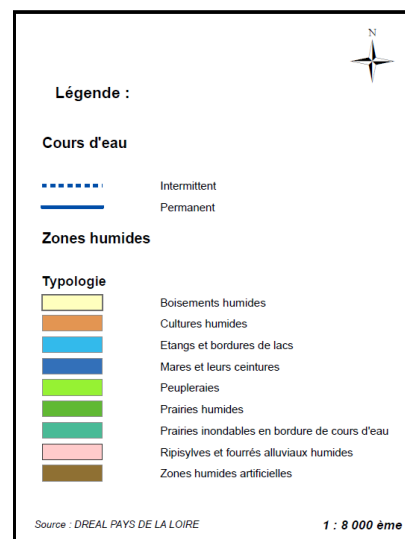 N
Légende :
Cours d'eau
Intermittent
Permanent
Zones humides
Typologie
Boisements humides
Cultures humides
Etangs et bordures de lacs
Mares et leurs ceintures
Peupleraies
Prairies humides
Prairies inondables en bordure de cours d'eau
Ripisylves et fourrés alluviaux humides
Zones humides artificielles
Source : DREAL PAYS DE LA LOIRE 1 : 8 000 ème